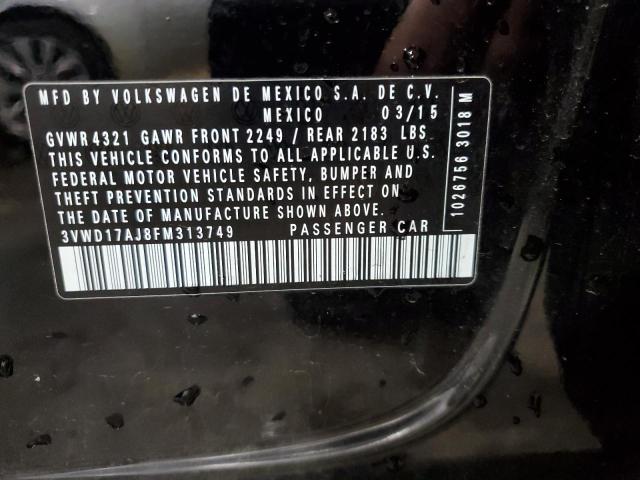 MFD BY VOLKSWAGEN DE MEXICO S.A. DE C.V.
MEXICO 03/15
GVWR 4321 GAWR FRONT 2249 / REAR 2183 LBS
THIS VEHICLE CONFORMS TO ALL APPLICABLE U.S.
FEDERAL MOTOR VEHICLE SAFETY, BUMPER AND
THEFT PREVENTION STANDARDS IN EFFECT ON
THE DATE OF MANUFACTURE SHOWN ABOVE.
3VWD17AJ8FM313749 PASSENGER CAR
1026756 3018 M